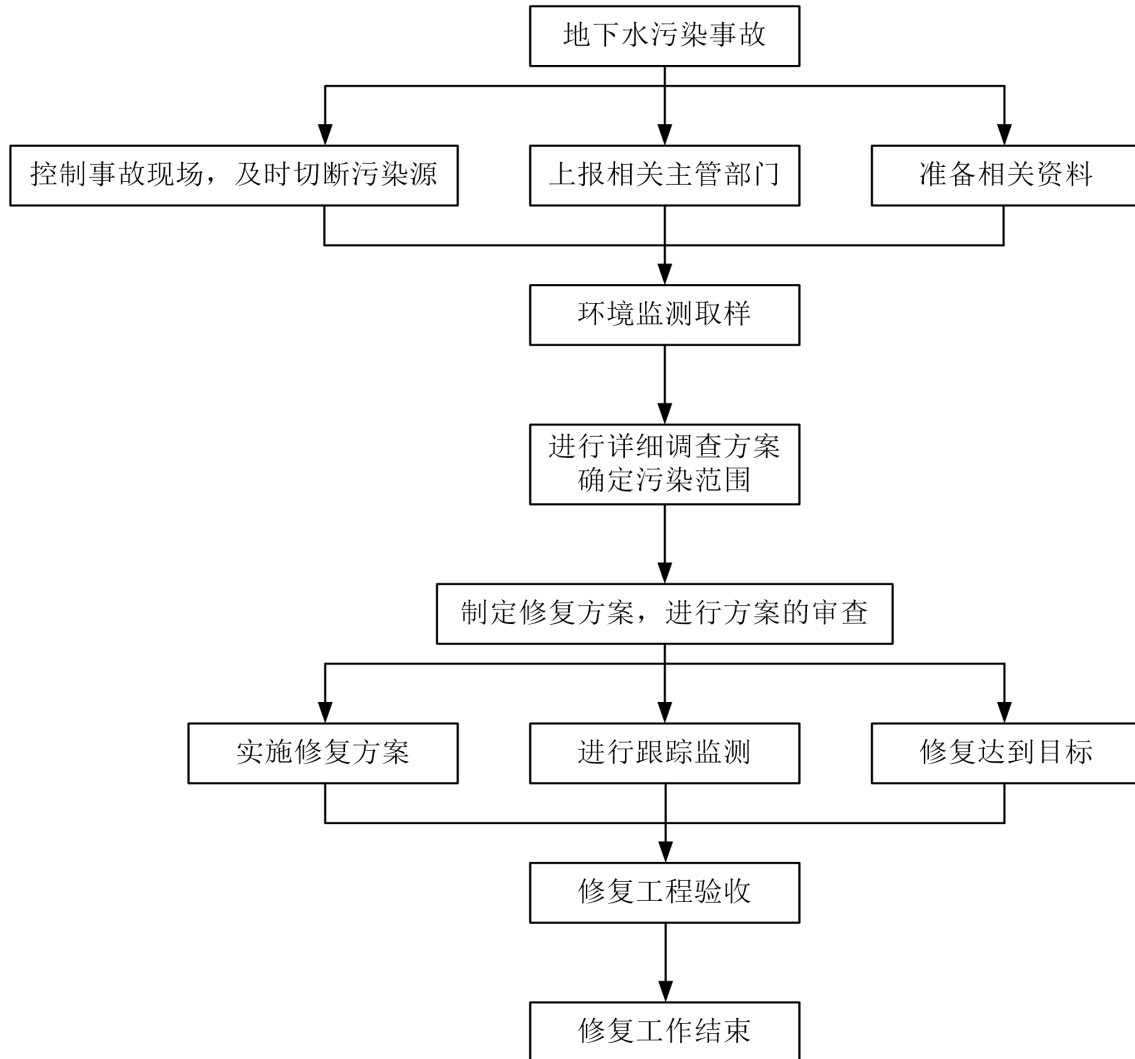 地下水污染事故
控制事故现场，及时切断污染源
上报相关主管部门
准备相关资料
环境监测取样
进行详细调查方案
确定污染范围
制定修复方案，进行方案的审查
实施修复方案
进行跟踪监测
修复达到目标
修复工程验收
修复工作结束